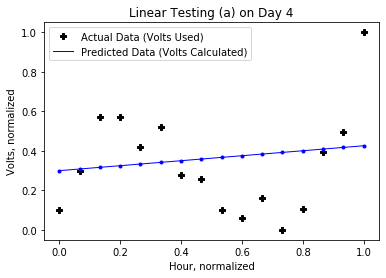 Linear Testing (a) on Day 4
Actual Data (Volts Used)
Predicted Data (Volts Calculated)
Volts, normalized
1.0
0.8
0.6
0.4
0.2
0.0
0.0 0.2 0.4 0.6 0.8 1.0
Hour, normalized